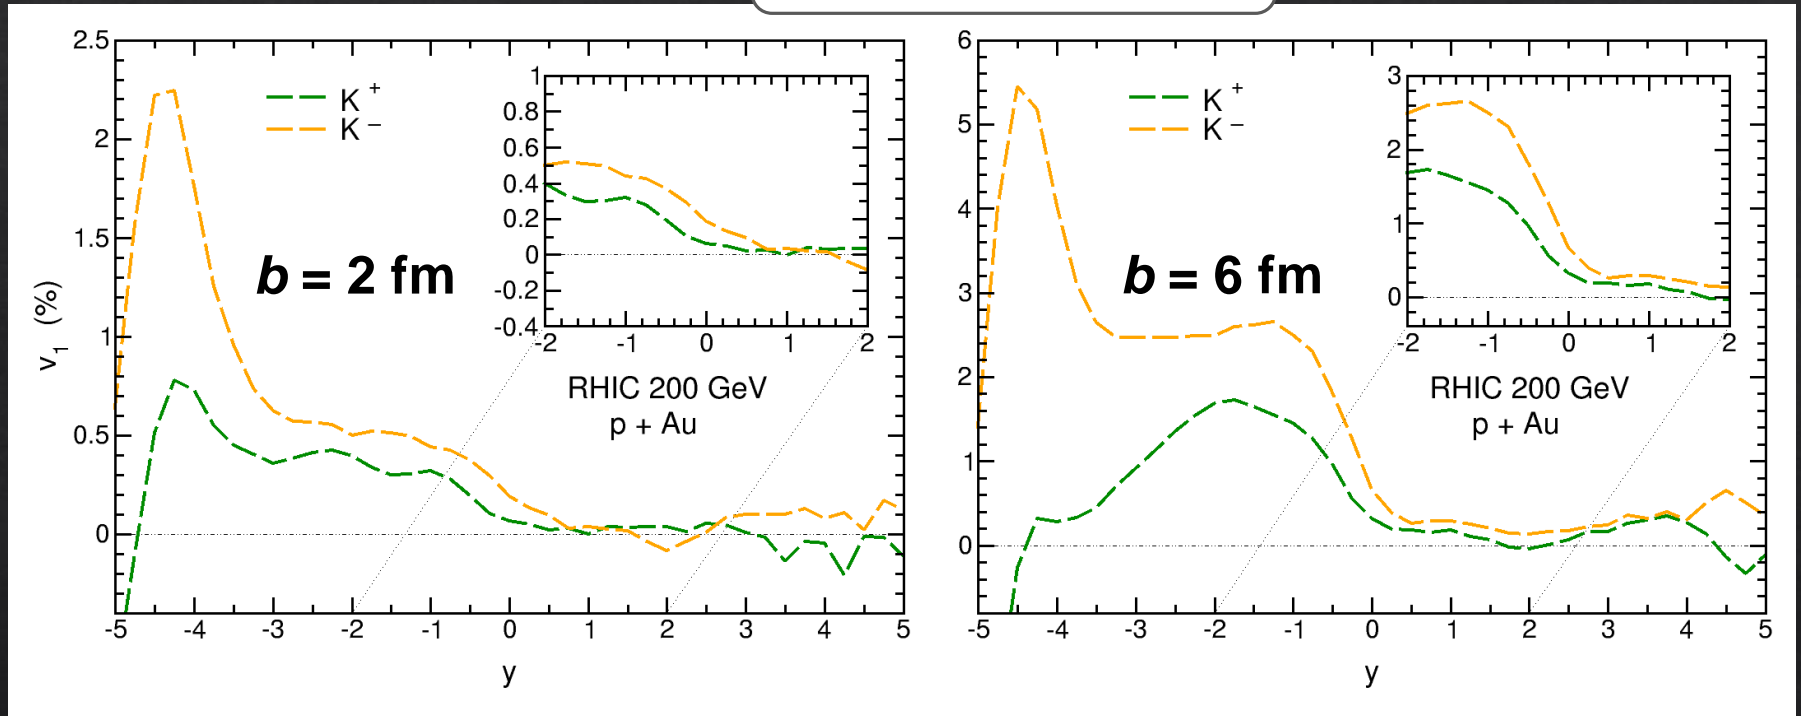 2.5
2
1.5
1
0.5
0
v1 (%)
K+
K−
b = 2 fm
1
0.8
0.6
0.4
0.2
0
-0.2
-0.4
-2 -1 0 1 2
RHIC 200 GeV
p + Au
-5 -4 -3 -2 -1 0 1 2 3 4 5
y
6
5
4
3
2
1
0
K+
K−
b = 6 fm
3
2
1
0
-2 -1 0 1 2
RHIC 200 GeV
p + Au
-5 -4 -3 -2 -1 0 1 2 3 4 5
y